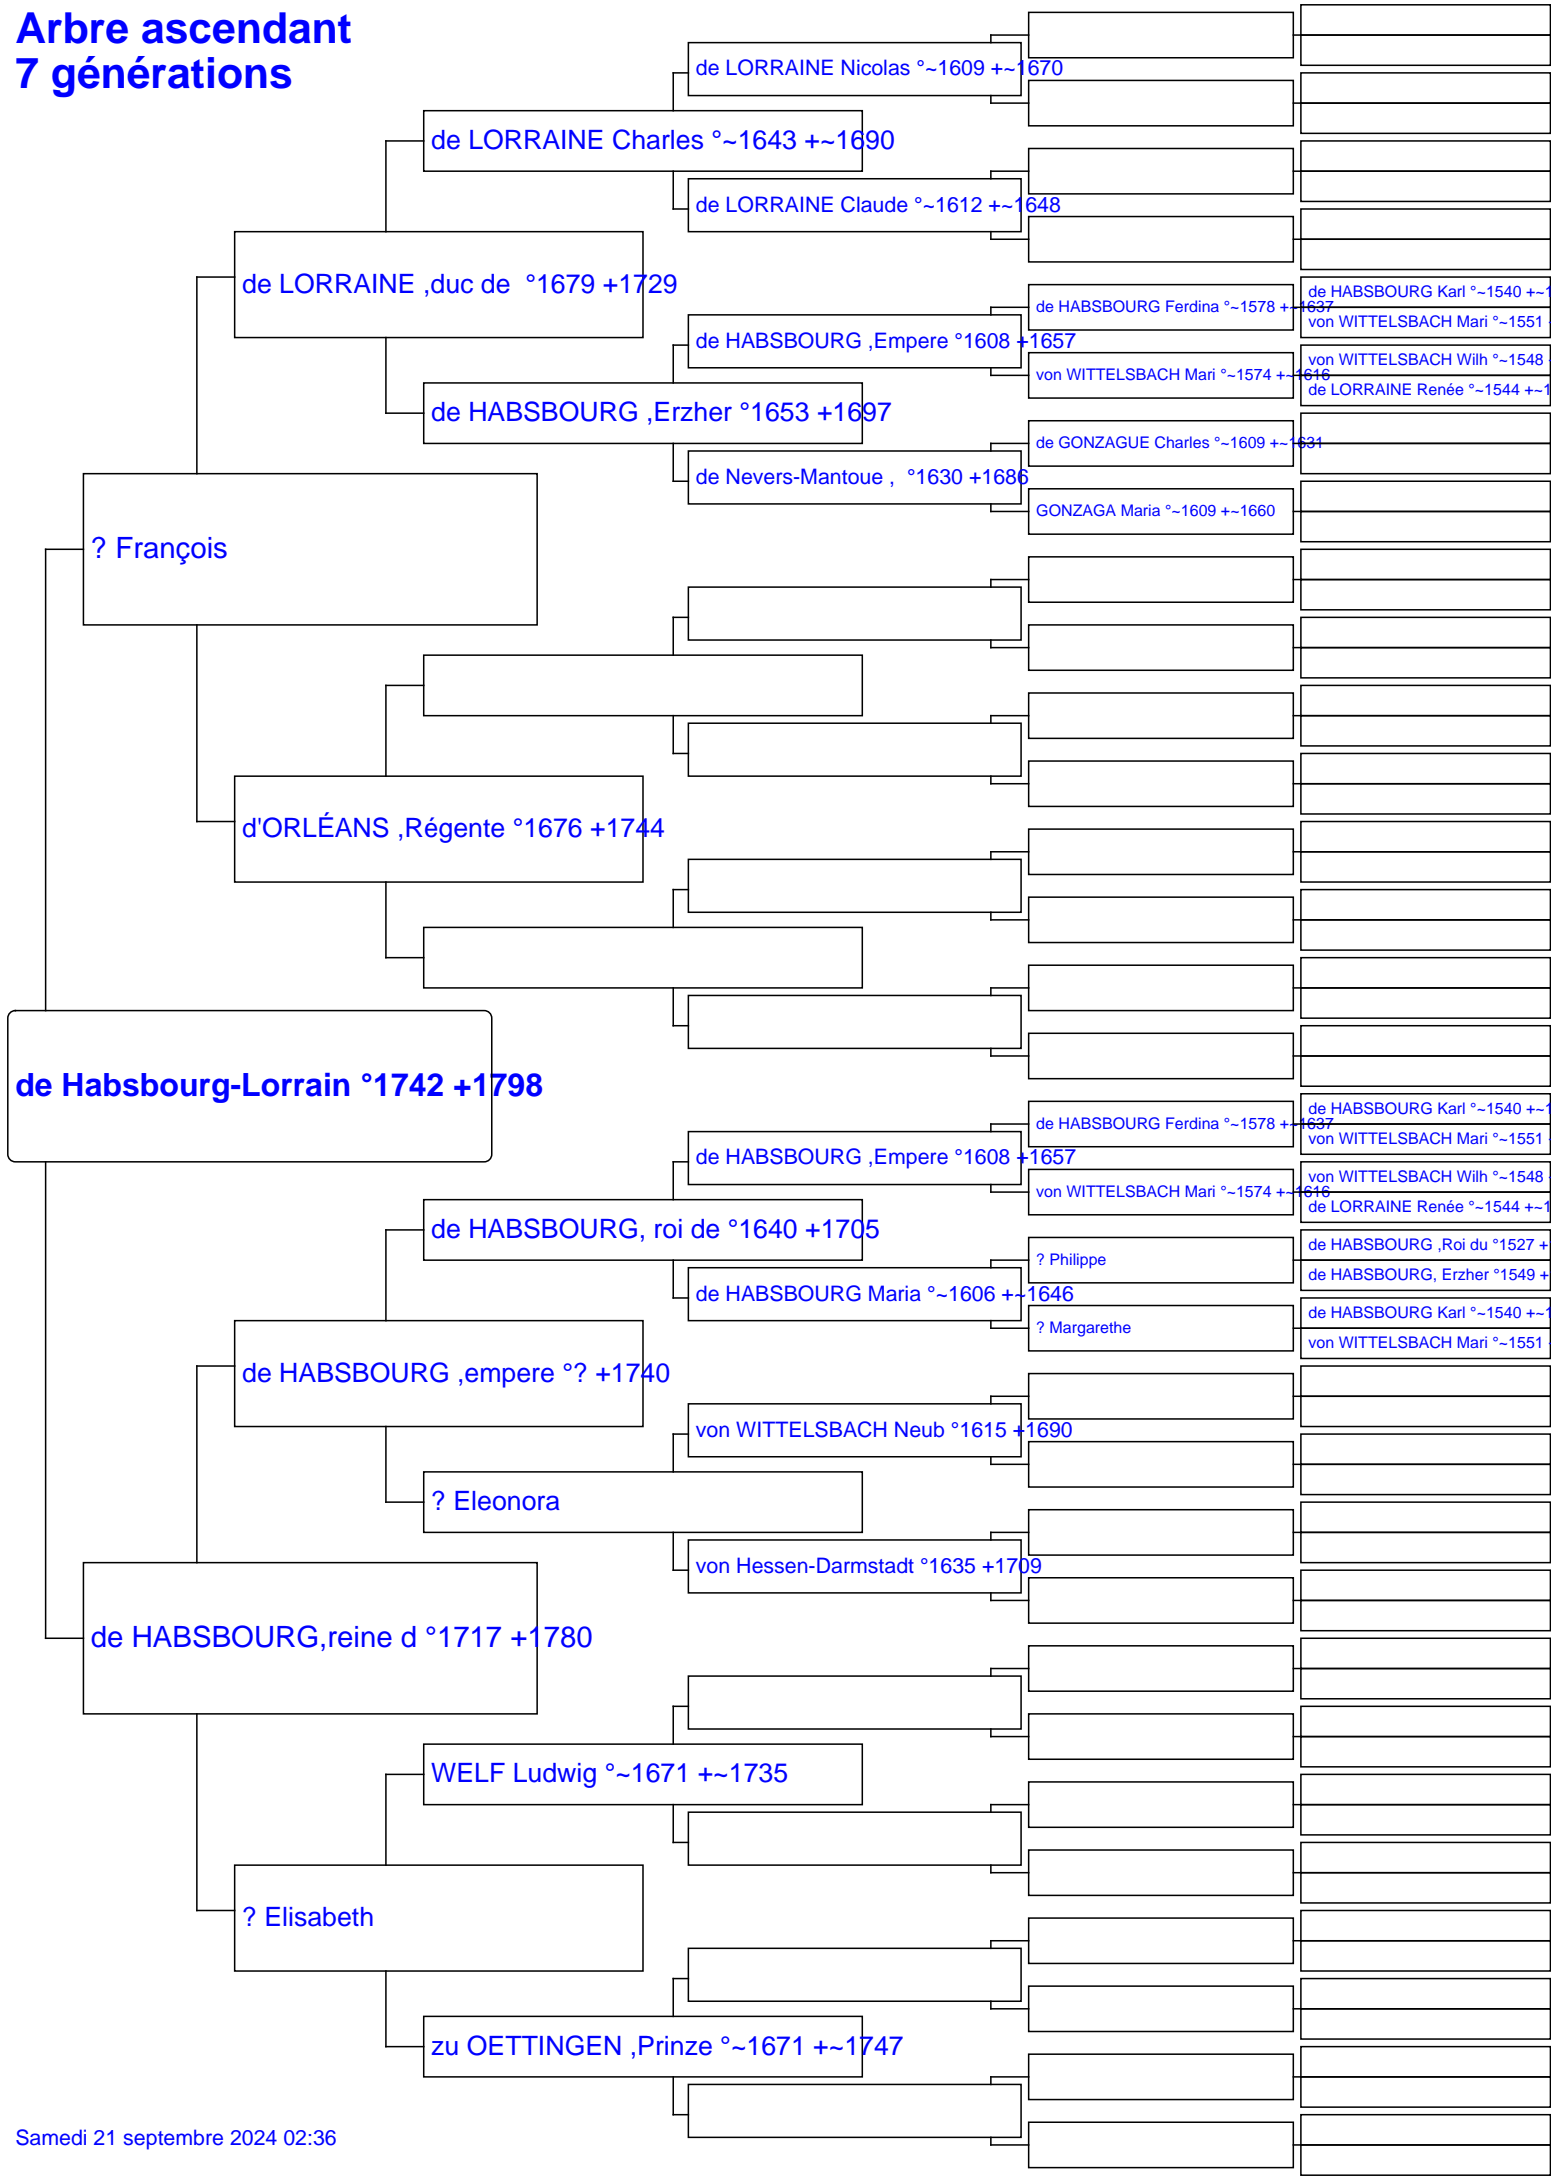 Arbre ascendant
7 générations
de LORRAINE Nicolas °~1609 +~1670
de LORRAINE Charles °~1643 +~1690
de LORRAINE Claude °~1612 +~1648
de LORRAINE ,duc de  °1679 +1729
de HABSBOURG Karl °~1540 +~1
de HABSBOURG Ferdina °~1578 +~1637
von WITTELSBACH Mari °~1551
de HABSBOURG ,Empere °1608 +1657
von WITTELSBACH Wilh °~1548
von WITTELSBACH Mari °~1574 +~1616
de LORRAINE Renée °~1544 +~1
de HABSBOURG ,Erzher °1653 +1697
de GONZAGUE Charles °~1609 +~1631
de Nevers-Mantoue ,  °1630 +1686
GONZAGA Maria °~1609 +~1660
? François
d'ORLÉANS ,Régente °1676 +1744
de Habsbourg-Lorrain °1742 +1798
de HABSBOURG Karl °~1540 +~1
de HABSBOURG Ferdina °~1578 +~1637
von WITTELSBACH Mari °~1551
de HABSBOURG ,Empere °1608 +1657
von WITTELSBACH Wilh °~1548
von WITTELSBACH Mari °~1574 +~1616
de LORRAINE Renée °~1544 +~1
de HABSBOURG, roi de °1640 +1705
de HABSBOURG ,Roi du °1527 +
? Philippe
de HABSBOURG, Erzher °1549 +
de HABSBOURG Maria °~1606 +~1646
de HABSBOURG Karl °~1540 +~1
? Margarethe
von WITTELSBACH Mari °~1551
de HABSBOURG ,empere °? +1740
von WITTELSBACH Neub °1615 +1690
? Eleonora
von Hessen-Darmstadt °1635 +1709
de HABSBOURG,reine d °1717 +1780
WELF Ludwig °~1671 +~1735
? Elisabeth
zu OETTINGEN ,Prinze °~1671 +~1747
Samedi 21 septembre 2024 02:36